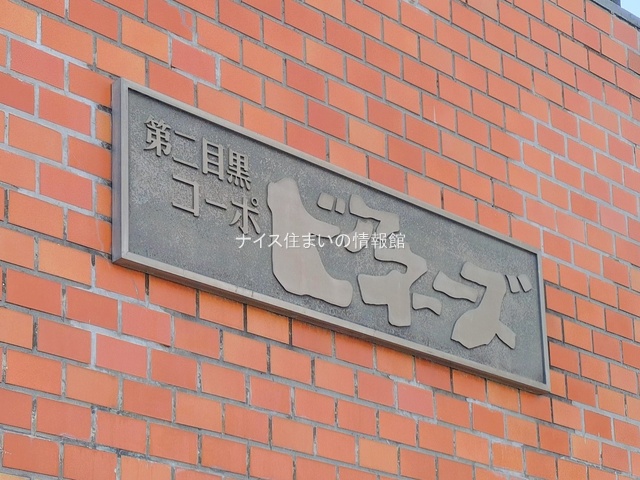 第二目黒
コーポ
ビアネーズ
ナイス住まいの情報館